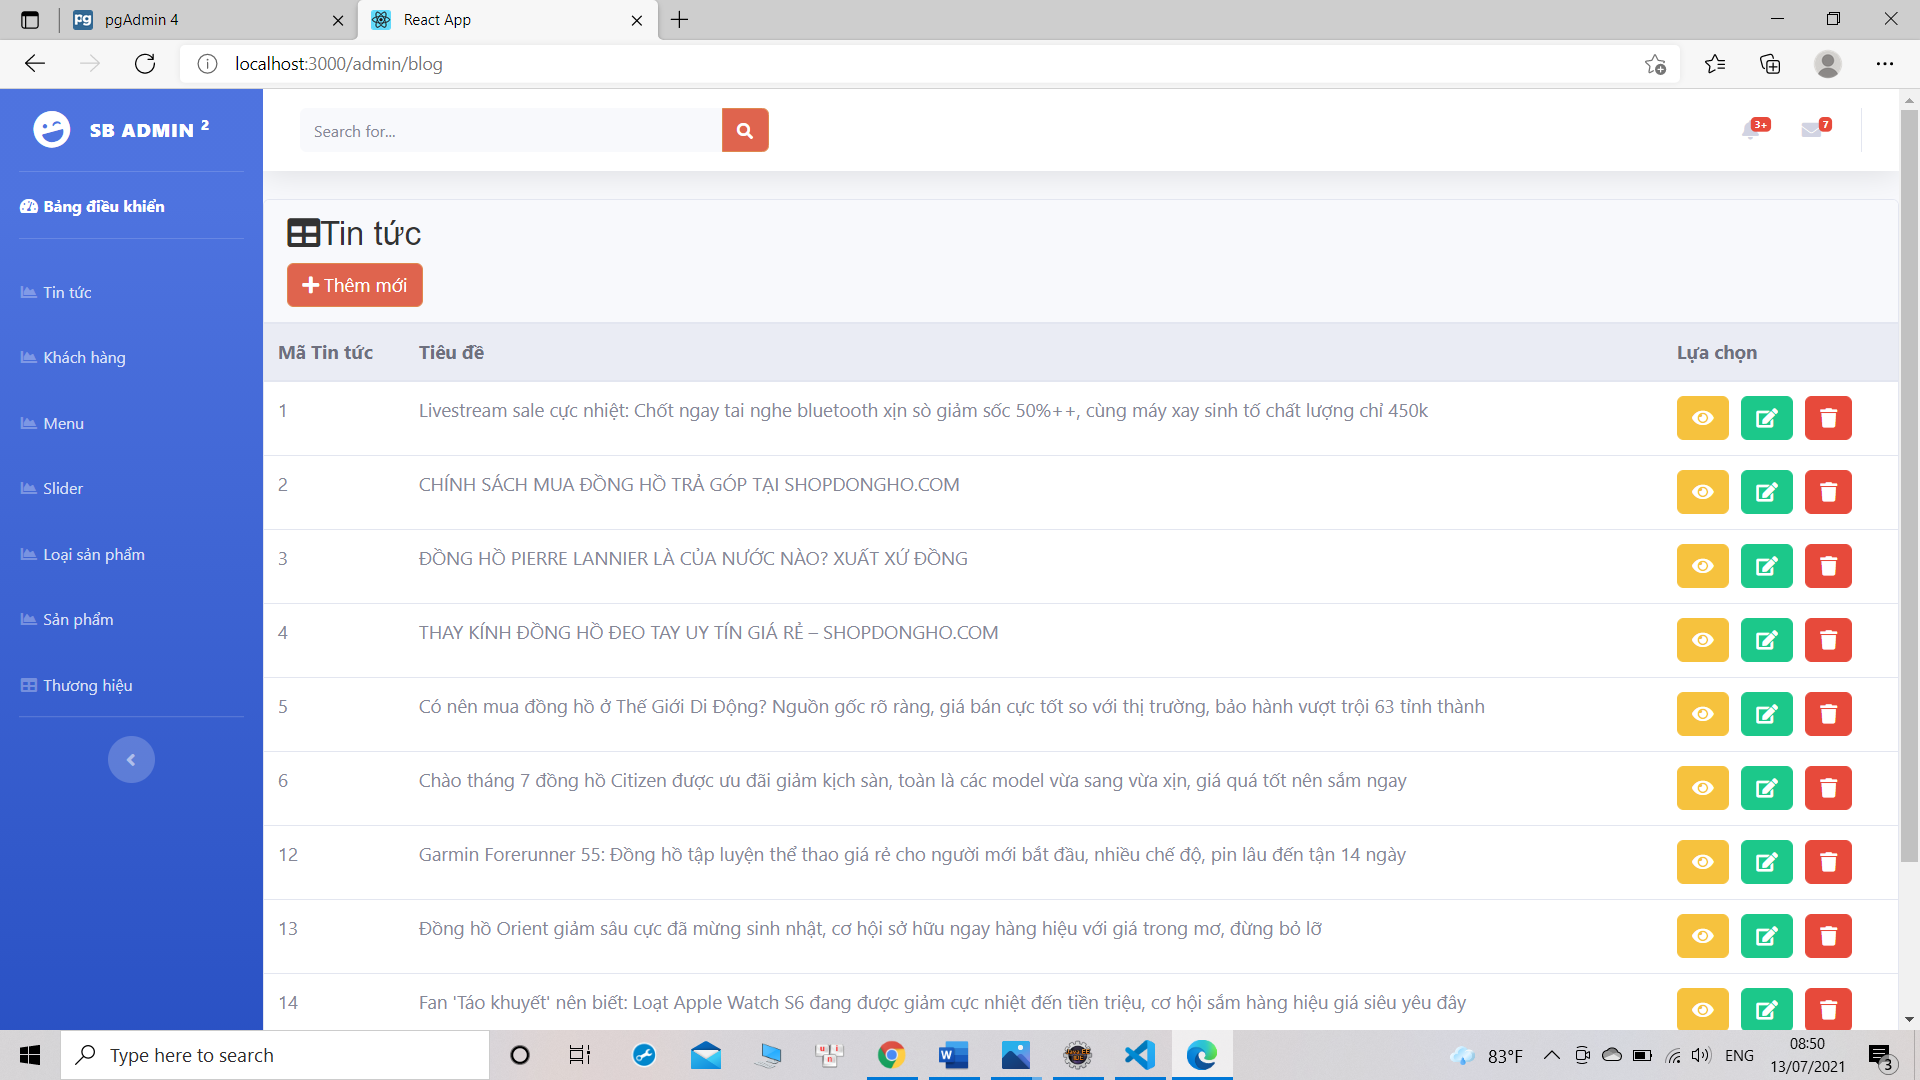 pgAdmin 4
React App
localhost:3000/admin/blog
SB ADMIN 2
Search for...
3+
7
Bảng điều khiển
Tin tức
Khách hàng
Menu
Slider
Loại sản phẩm
Sản phẩm
Thương hiệu
Tin tức
Thêm mới
Mã Tin tức Tiêu đề Lựa chọn
1 Livestream sale cực nhiệt: Chốt ngay tai nghe bluetooth xịn sò giảm sốc 50%++, cùng máy xay sinh tố chất lượng chỉ 450k
2 CHÍNH SÁCH MUA ĐỒNG HỒ TRẢ GÓP TẠI SHOPDONGHO.COM
3 ĐỒNG HỒ PIERRE LANNIER LÀ CỦA NƯỚC NÀO? XUẤT XỨ ĐỒNG
4 THAY KÍNH ĐỒNG HỒ ĐEO TAY UY TÍN GIÁ RẺ – SHOPDONGHO.COM
5 Có nên mua đồng hồ ở Thế Giới Di Động? Nguồn gốc rõ ràng, giá bán cực tốt so với thị trường, bảo hành vượt trội 63 tỉnh thành
6 Chào tháng 7 đồng hồ Citizen được ưu đãi giảm kịch sàn, toàn là các model vừa sang vừa xịn, giá quá tốt nên sắm ngay
12 Garmin Forerunner 55: Đồng hồ tập luyện thể thao giá rẻ cho người mới bắt đầu, nhiều chế độ, pin lâu đến tận 14 ngày
13 Đồng hồ Orient giảm sâu cực đã mừng sinh nhật, cơ hội sở hữu ngay hàng hiệu với giá trong mơ, đừng bỏ lỡ
14 Fan 'Táo khuyết' nên biết: Loạt Apple Watch S6 đang được giảm cực nhiệt đến tiền triệu, cơ hội sắm hàng hiệu giá siêu yêu đây
Type here to search
83°F
ENG
08:50
13/07/2021
3